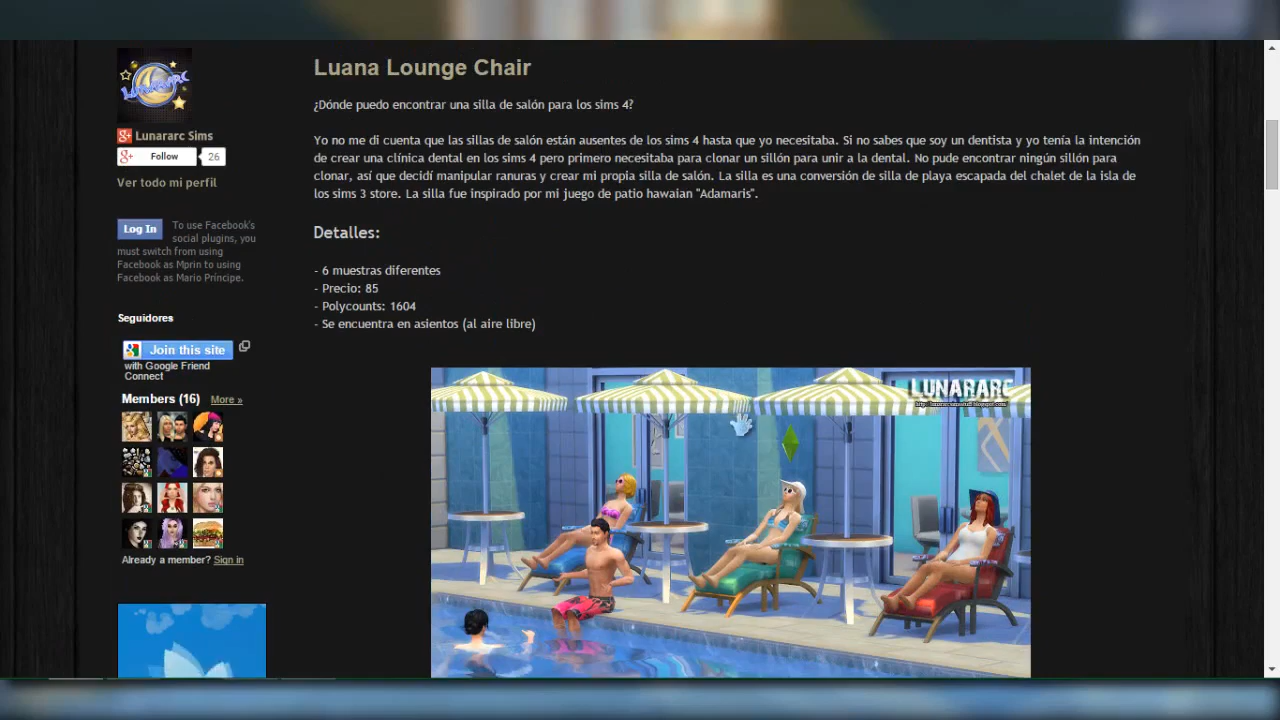 LUNARARC
Lunararc Sims
Follow
26
Ver todo mi perfil
Log In
To use Facebook's
social plugins, you
must switch from using
Facebook as Mprin to using
Facebook as Mario Príncipe.
Seguidores
Join this site
with Google Friend
Connect
Members (16) More »
Already a member? Sign in
Luana Lounge Chair
¿Dónde puedo encontrar una silla de salón para los sims 4?
Yo no me di cuenta que las sillas de salón están ausentes de los sims 4 hasta que yo necesitaba. Si no sabes que soy un dentista y yo tenía la intención
de crear una clínica dental en los sims 4 pero primero necesitaba para clonar un sillón para unir a la dental. No pude encontrar ningún sillón para
clonar, así que decidí manipular ranuras y crear mi propia silla de salón. La silla es una conversión de silla de playa escapada del chalet de la isla de
los sims 3 store. La silla fue inspirado por mi juego de patio hawaian "Adamaris".
Detalles:
- 6 muestras diferentes
- Precio: 85
- Polycounts: 1604
- Se encuentra en asientos (al aire libre)
LUNARARC